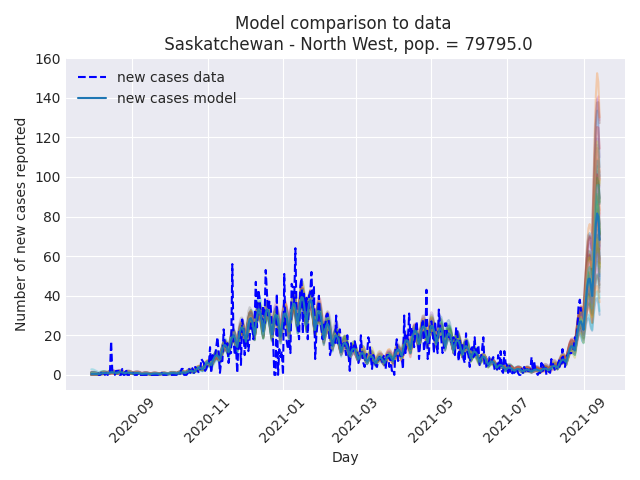 Model comparison to data
Saskatchewan - North West, pop. = 79795.0
new cases data
new cases model
Number of new cases reported
160
140
120
100
80
60
40
20
0
2020-09
2020-11
2021-01
2021-03
2021-05
2021-07
2021-09
Day